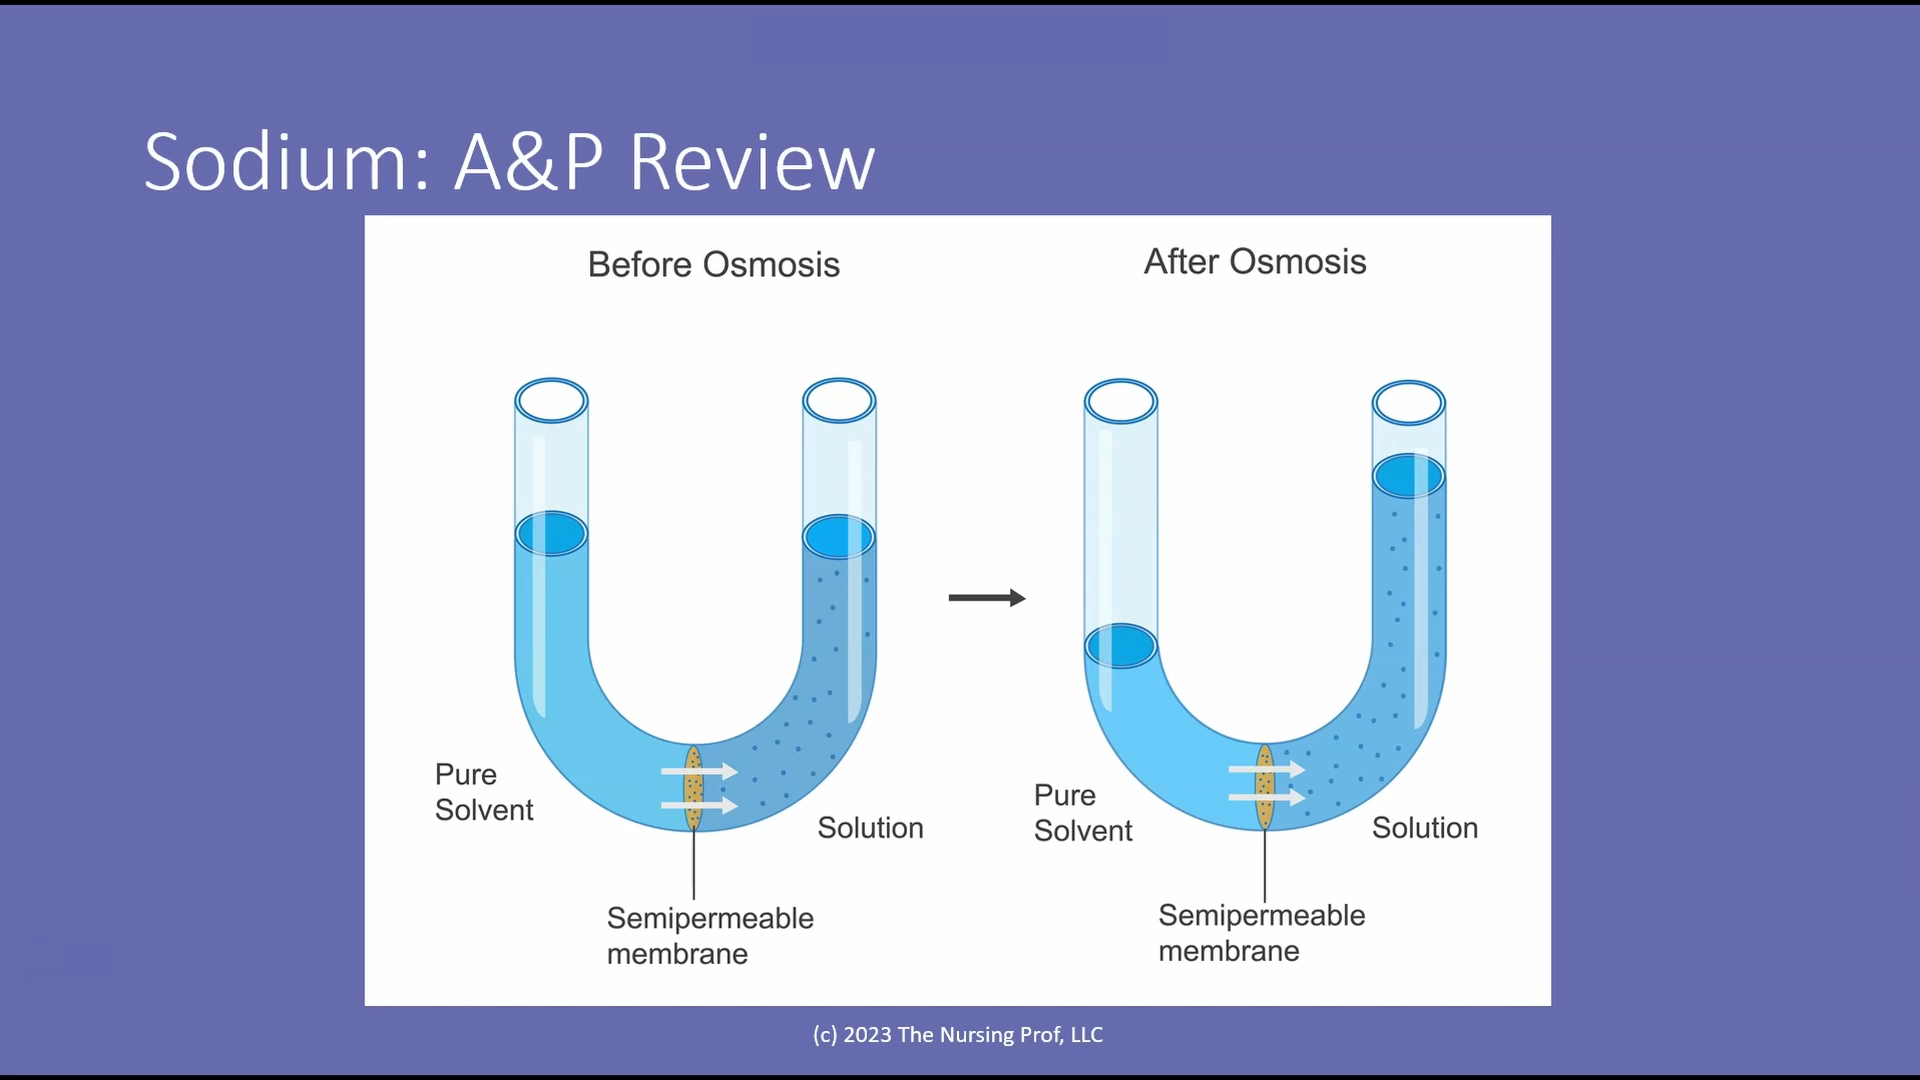 Sodium: A&P Review
Before Osmosis
After Osmosis
Pure
Solvent
Solution
Semipermeable
membrane
Pure
Solvent
Solution
Semipermeable
membrane
(c) 2023 The Nursing Prof, LLC